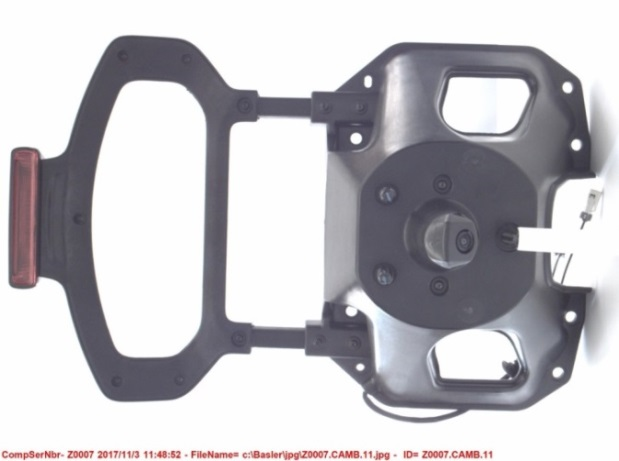 CompSerNbr- Z0007 2017/11/3 11:48:52 - FileName= c:\Basler\jpg\Z0007.CAMB.11.jpg - ID= Z0007.CAMB.11